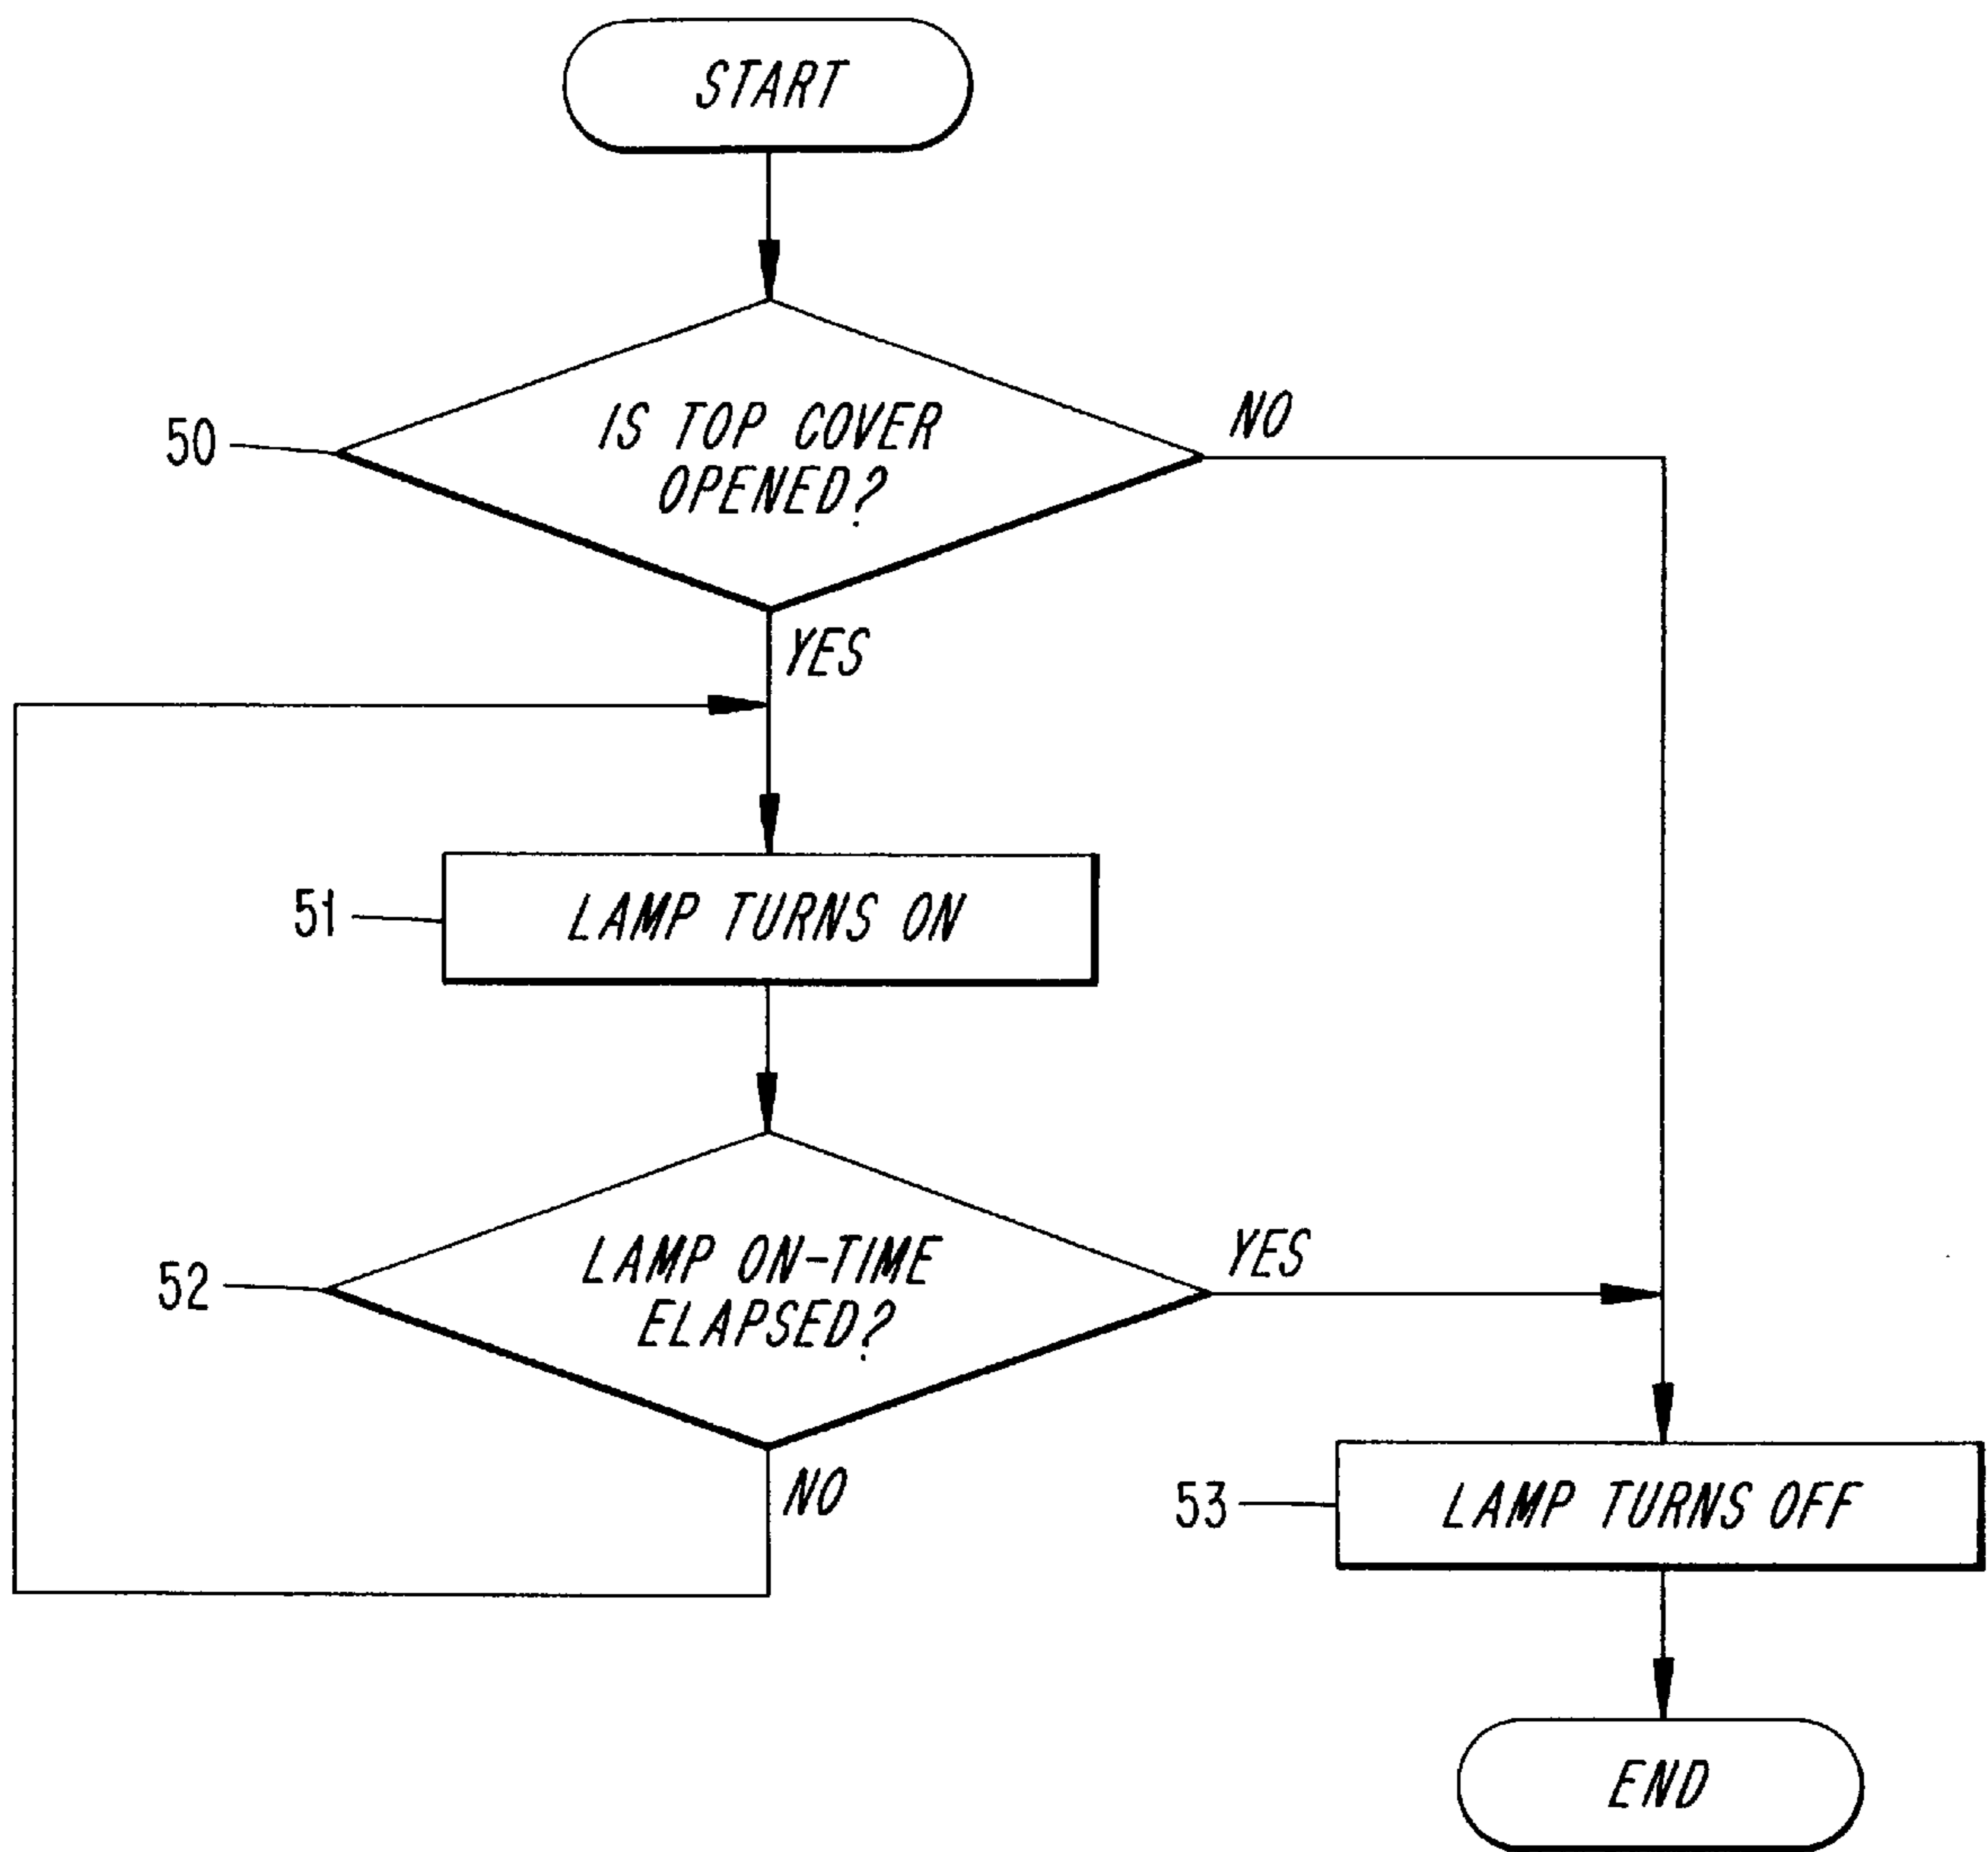 START
50
IS TOP COVER
OPENED?
NO
YES
51
LAMP TURNS ON
52
LAMP ON-TIME
ELAPSED?
YES
NO
53
LAMP TURNS OFF
END